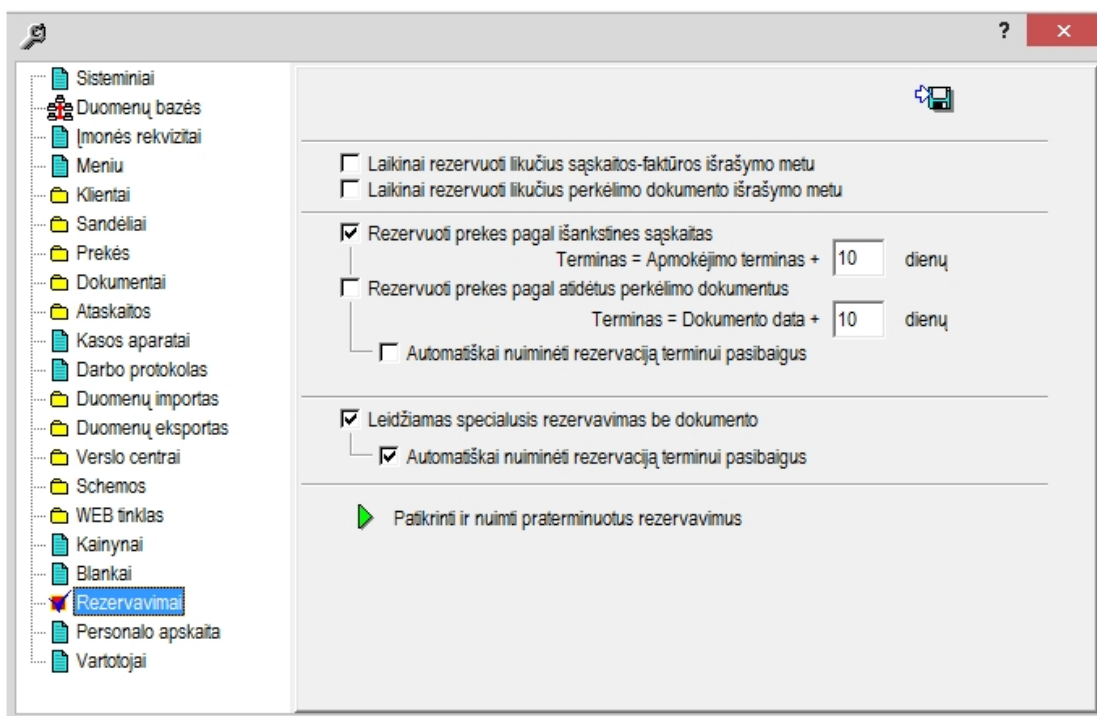 ?
×
Sisteminiai
Duomenų bazės
Įmonės rekvizitai
Meniu
Klientai
Sandėliai
Prekės
Dokumentai
Ataskaitos
Kasos aparatai
Darbo protokolas
Duomenų importas
Duomenų eksportas
Verslo centrai
Schemos
WEB tinklas
Kainynai
Blankai
Rezervavimai
Personalo apskaita
Vartotojai
Laikinai rezervuoti likučius sąskaitos-faktūros išrašymo metu
Laikinai rezervuoti likučius perkėlimo dokumento išrašymo metu
Rezervuoti prekes pagal išankstines sąskaitas
Terminas = Apmokėjimo terminas + 10 dienų
Rezervuoti prekes pagal atidėtus perkėlimo dokumentus
Terminas = Dokumento data + 10 dienų
Automatiškai nuiminėti rezervaciją terminui pasibaigus
Leidžiamas specialusis rezervavimas be dokumento
Automatiškai nuiminėti rezervaciją terminui pasibaigus
Patikrinti ir nuimti praterminuotus rezervavimus